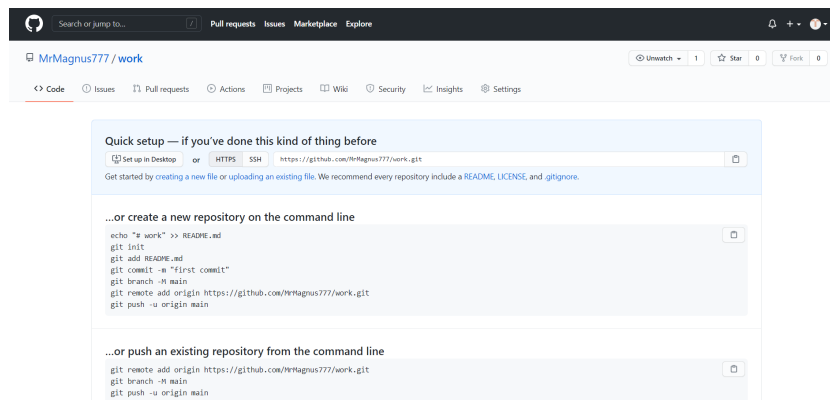 Search or jump to... / Pull requests Issues Marketplace Explore
MrMagnus777 / work Unwatch 1 Star 0 Fork 0
Code Issues Pull requests Actions Projects Wiki Security Insights Settings
Quick setup — if you've done this kind of thing before
Set up in Desktop or HTTPS SSH https://github.com/MrMagnus777/work.git
Get started by creating a new file or uploading an existing file. We recommend every repository include a README, LICENSE, and .gitignore.
...or create a new repository on the command line
echo "# work" >> README.md
git init
git add README.md
git commit -m "first commit"
git branch -M main
git remote add origin https://github.com/MrMagnus777/work.git
git push -u origin main
...or push an existing repository from the command line
git remote add origin https://github.com/MrMagnus777/work.git
git branch -M main
git push -u origin main